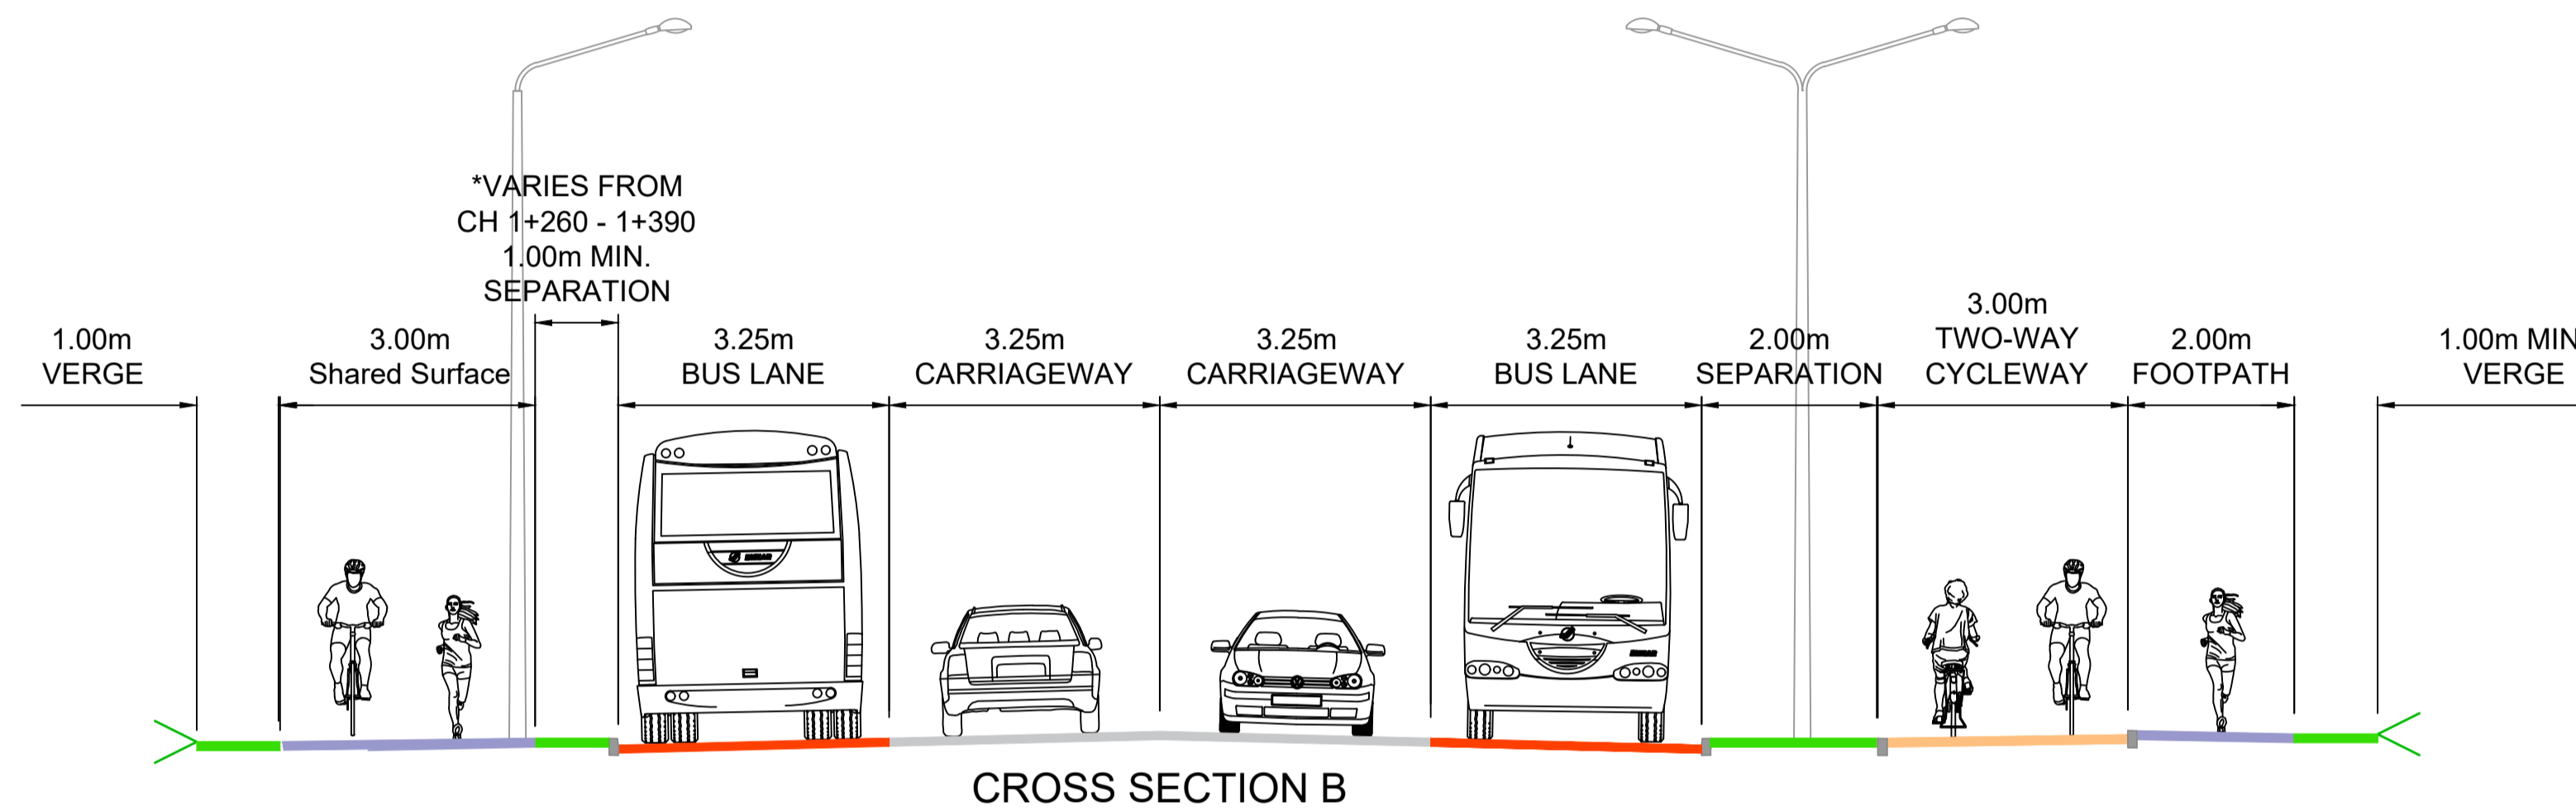 *VARIES FROM
CH 1+260 - 1+390
1.00m MIN.
SEPARATION
1.00m
VERGE
3.00m
Shared Surface
3.25m
BUS LANE
3.25m
CARRIAGEWAY
3.25m
CARRIAGEWAY
3.25m
BUS LANE
2.00m
SEPARATION
3.00m
TWO-WAY
CYCLEWAY
2.00m
FOOTPATH
1.00m MIN
VERGE
CROSS SECTION B